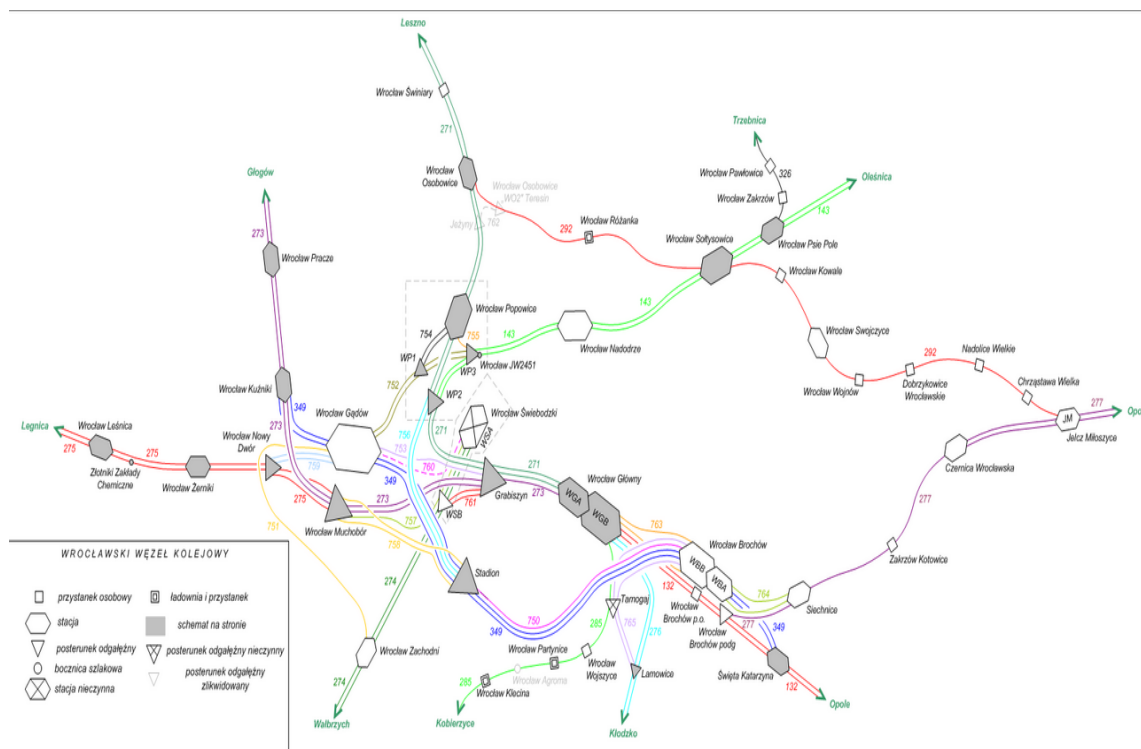 Leszno
Wrocław Świniary
271
Trzebnica
Głogów
Wrocław
Osobowice
Wrocław Osobowice
WO2" Teresin
Jeżyny
762
Wrocław Pawłowice
326
Wrocław Zakrzów
Oleśnica
143
273
Wrocław Różanka
292
Wrocław Sołtysowice
Wrocław Psie Pole
Wrocław Pracze
Wrocław Kowale
Wrocław Popowice
143
754
755
Wrocław Nadodrze
Wrocław Swojczyce
WP1
WP3
Wrocław JW2451
292
Nadolice Wielkie
752
Wrocław Kuźniki
WP2
Wrocław Wojnów
Dobrzykowice
Wrocławskie
Chrząstawa Wielka
277
Opo
JM
Jelcz Miłoszyce
349
Wrocław Gądów
Wrocław Świebodzki
WSA
271
Legnica
275
Wrocław Leśnica
273
Wrocław Nowy
Dwór
756
753
Czernica Wrocławska
Złotniki Zakłady
Chemiczne
275
759
760
271
Wrocław Główny
Wrocław Żerniki
349
275
273
761
Grabiszyn
273
WGA
WGB
277
WSB
757
751
758
Wrocław Muchobór
763
Wrocław Brochów
Zakrzów Kotowice
WBB
WBA
WROCŁAWSKI WĘZEŁ KOLEJOWY
Stadion
132
764
Siechnice
przystanek osobowy
ładownia i przystanek
274
750
Tarnogaj
Wrocław
Brochów p.o.
277
349
stacja
schemat na stronie
349
765
Wrocław
Brochów podg
posterunek odgałęźny
posterunek odgałęźny nieczynny
Wrocław Zachodni
285
278
Wrocław Partynice
Wrocław
Wojszyce
bocznica szlakowa
posterunek odgałęźny
zlikwidowany
Wrocław Agroma
Lamowice
Święta Katarzyna
132
stacja nieczynna
274
285
Wrocław Klecina
Opole
Wałbrzych
Kobierzyce
Kłodzko